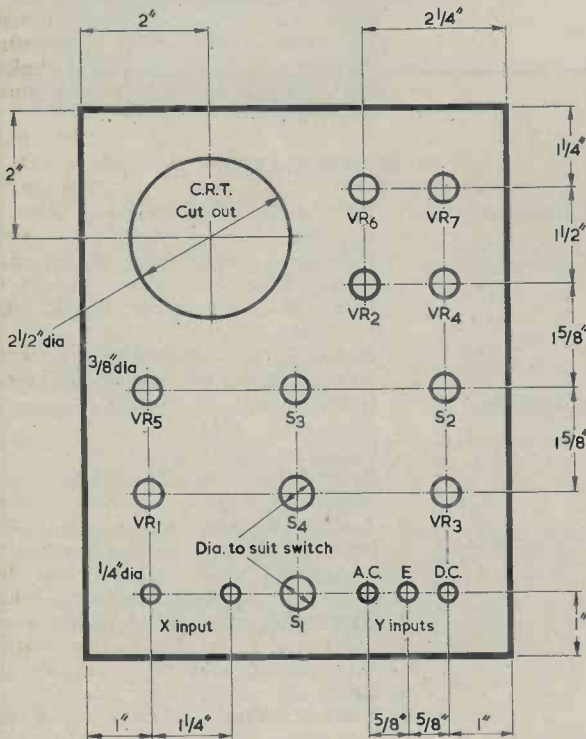 2"
2 1/4"
2"
C.R.T.
Cut out
VR6
VR7
1 1/4"
1 1/2"
VR2
VR4
2 1/2" dia
1 5/8"
3/8" dia
VR5
S3
S2
1 5/8"
VR1
S4
VR3
Dia. to suit switch
1/4" dia
A.C.
E
D.C.
X input
S1
Y inputs
1"
1"
1 1/4"
5/8"
5/8"
1"